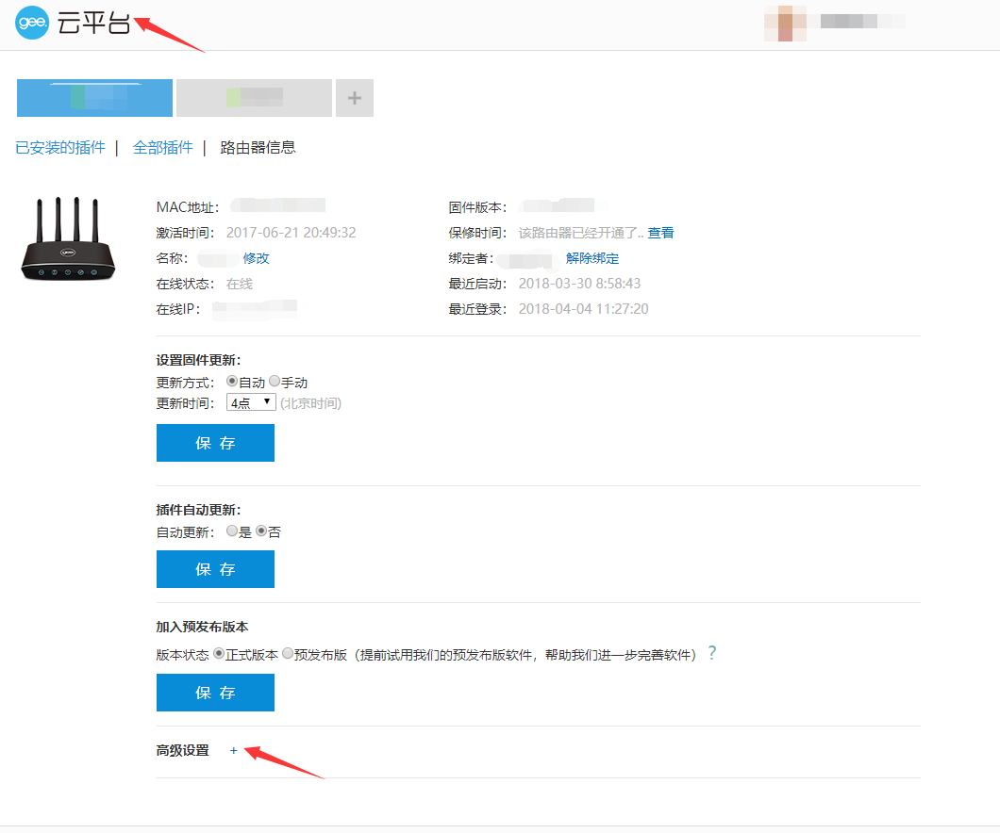 gee. 云平台
+
已安装的插件 | 全部插件 | 路由器信息
MAC地址： 固件版本：
激活时间： 2017-06-21 20:49:32 保修时间： 该路由器已经开通了.. 查看
名称： 修改 绑定者： 解除绑定
在线状态： 在线 最近启动： 2018-03-30 8:58:43
在线IP： 最近登录： 2018-04-04 11:27:20
设置固件更新：
更新方式： 自动 手动
更新时间： 4点 (北京时间)
保 存
插件自动更新：
自动更新： 是 否
保 存
加入预发布版本
版本状态 正式版本 预发布版（提前试用我们的预发布版软件，帮助我们进一步完善软件） ?
保 存
高级设置 +